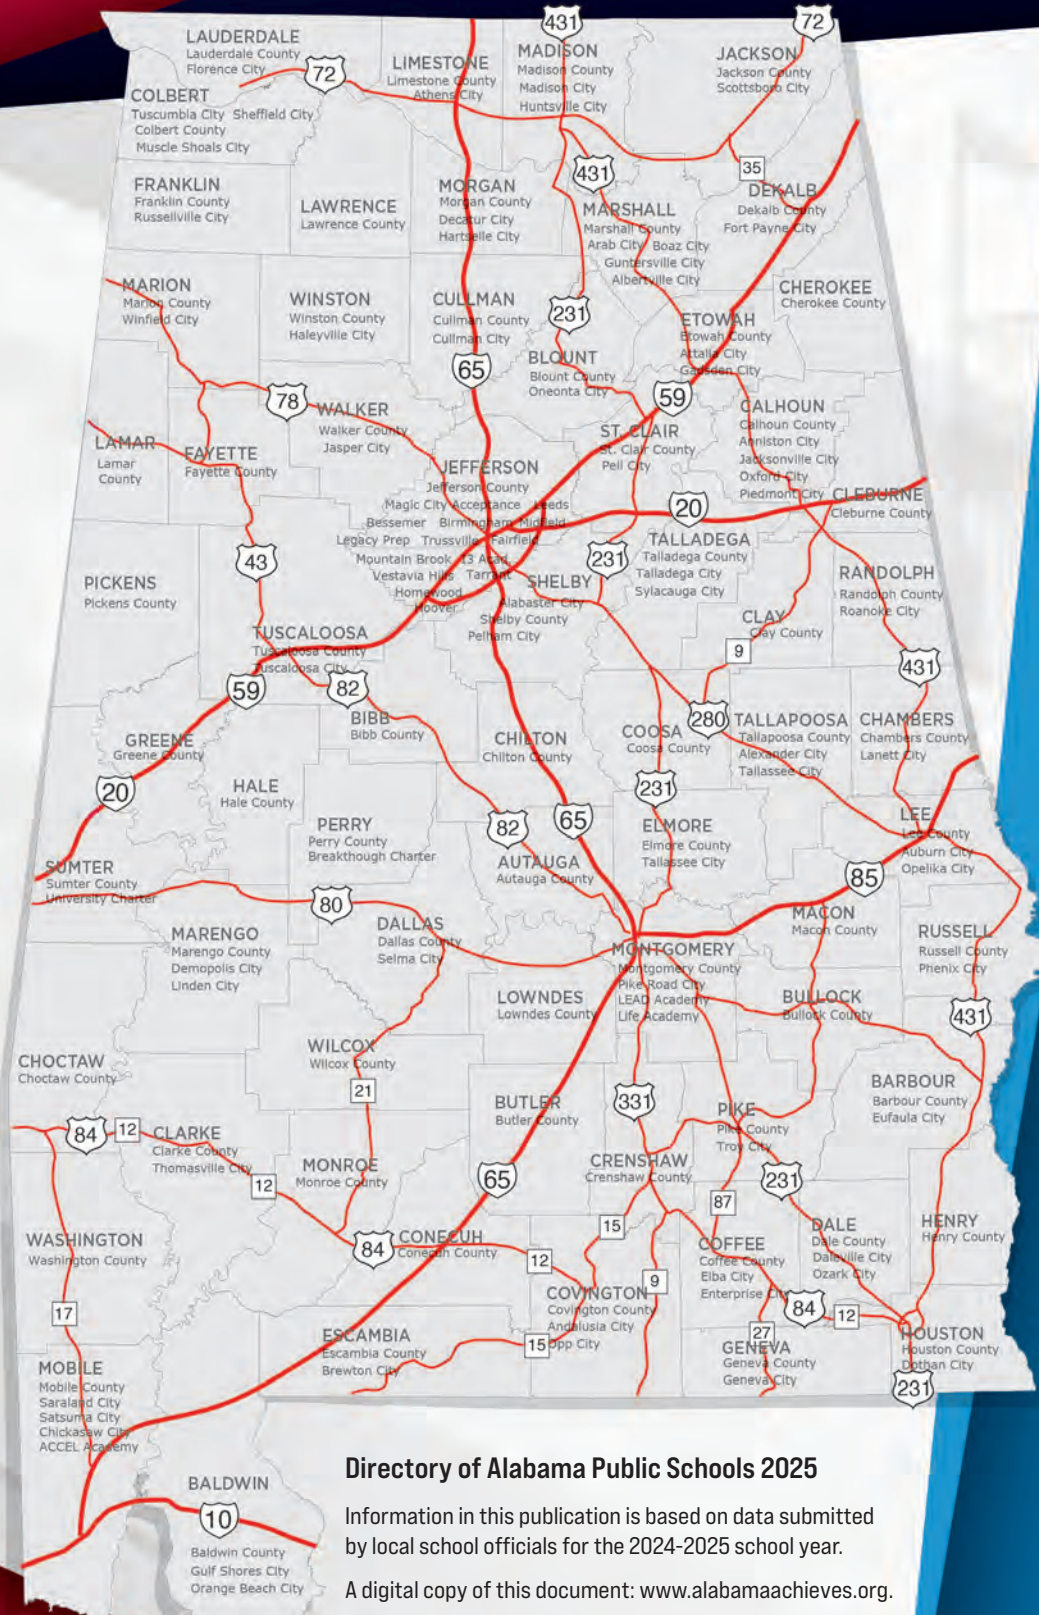 431
72
LAUDERDALE
Lauderdale County
Florence City
72
LIMESTONE
Limestone County
Athens City
MADISON
Madison County
Madison City
Huntsville City
JACKSON
Jackson County
Scottsboro City
COLBERT
Tuscumbia City Sheffield City
Colbert County
Muscle Shoals City
431
35
FRANKLIN
Franklin County
Russellville City
LAWRENCE
Lawrence County
MORGAN
Morgan County
Decatur City
Hartselle City
MARSHALL
Marshall County
Arab City Boaz City
Guntersville City
Albertville City
DEKALB
Dekalb County
Fort Payne City
MARION
Marion County
Winfield City
WINSTON
Winston County
Haleyville City
CULLMAN
Cullman County
Cullman City
231
CHEROKEE
Cherokee County
ETOWAH
Etowah County
Attalla City
Gadsden City
65
BLOUNT
Blount County
Oneonta City
59
78
WALKER
Walker County
Jasper City
CALHOUN
Calhoun County
Anniston City
Jacksonville City
Oxford City
Piedmont City
LAMAR
Lamar
County
FAYETTE
Fayette County
ST. CLAIR
St. Clair County
Pell City
JEFFERSON
Jefferson County
Magic City Acceptance Leeds
Bessemer Birmingham Midfield
Legacy Prep Trussville Fairfield
Mountain Brook I3 Acad
Vestavia Hills Tarrant
Homewood
Hoover
CLEBURNE
Cleburne County
20
43
231
TALLADEGA
Talladega County
Talladega City
Sylacauga City
PICKENS
Pickens County
SHELBY
Alabaster City
Shelby County
Pelham City
RANDOLPH
Randolph County
Roanoke City
CLAY
Clay County
9
TUSCALOOSA
Tuscaloosa County
Tuscaloosa City
431
59
82
BIBB
Bibb County
280
GREENE
Greene County
CHILTON
Chilton County
COOSA
Coosa County
TALLAPOOSA
Tallapoosa County
Alexander City
Tallassee City
CHAMBERS
Chambers County
Lanett City
20
HALE
Hale County
231
82
65
PERRY
Perry County
Breakthough Charter
ELMORE
Elmore County
Tallassee City
LEE
Lee County
Auburn City
Opelika City
AUTAUGA
Autauga County
SUMTER
Sumter County
University Charter
85
80
MARENGO
Marengo County
Demopolis City
Linden City
DALLAS
Dallas County
Selma City
MACON
Macon County
RUSSELL
Russell County
Phenix City
MONTGOMERY
Montgomery County
Pike Road City
LEAD Academy
Life Academy
LOWNDES
Lowndes County
BULLOCK
Bullock County
431
CHOCTAW
Choctaw County
WILCOX
Wilcox County
21
BARBOUR
Barbour County
Eufaula City
BUTLER
Butler County
331
PIKE
Pike County
Troy City
84
12
CLARKE
Clarke County
Thomasville City
12
MONROE
Monroe County
65
CRENSHAW
Crenshaw County
231
87
WASHINGTON
Washington County
84
CONECUH
Conecuh County
15
12
COFFEE
Coffee County
Elba City
Enterprise City
DALE
Dale County
Daleville City
Ozark City
HENRY
Henry County
9
COVINGTON
Covington County
Andalusia City
Opp City
17
84
12
ESCAMBIA
Escambia County
Brewton City
15
27
GENEVA
Geneva County
Geneva City
HOUSTON
Houston County
Dothan City
231
MOBILE
Mobile County
Saraland City
Satsuma City
Chickasaw City
ACCEL Academy
BALDWIN
10
Baldwin County
Gulf Shores City
Orange Beach City
Directory of Alabama Public Schools 2025
Information in this publication is based on data submitted
by local school officials for the 2024-2025 school year.
A digital copy of this document: www.alabamaachieves.org.